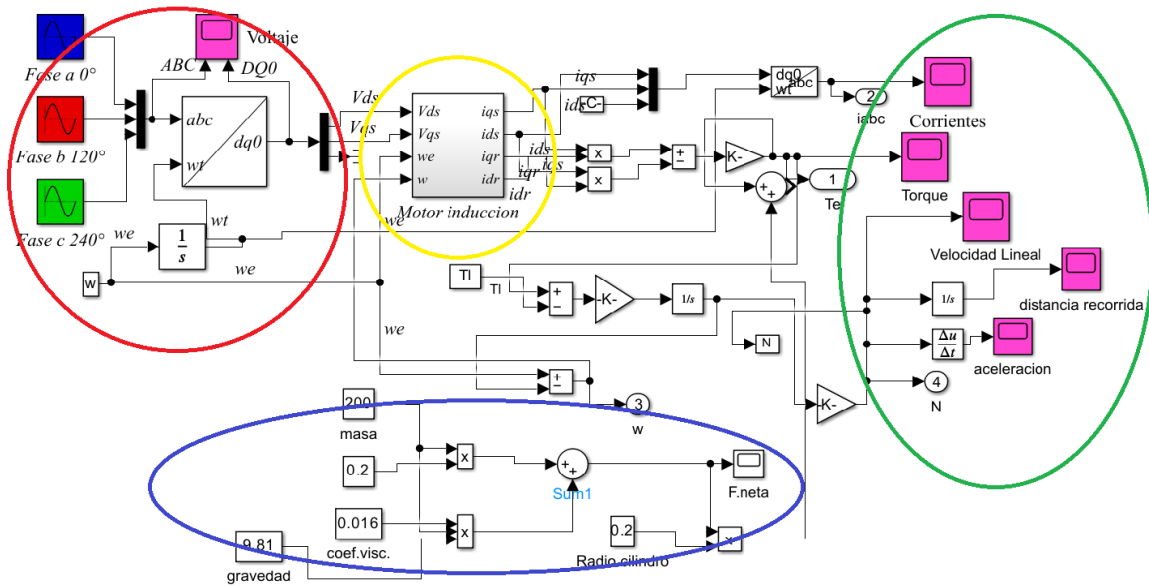 Fase a 0°
Fase b 120°
Fase c 240°
Voltaje
ABC
DQ0
abc
wt
dq0
wt
we
1
s
w
we
Vds
Vqs
Vds
Vqs
we
w
iqs
ids
iqr
idr
Motor induccion
we
we
iqs
ids
-C-
ids
iqs
iqr
idr
x
x
+
−
K-
+
+
dq0
wt
abc
2
iabc
Corrientes
Torque
1
Te
Velocidad Lineal
Tl
Tl
+
−
-K-
1/s
N
1/s
distancia recorrida
Δu
Δt
aceleracion
-K-
4
N
+
−
3
w
200
masa
0.2
x
+
+
Sum1
F.neta
0.016
coef.visc.
x
9.81
gravedad
0.2
Radio cilindro
x